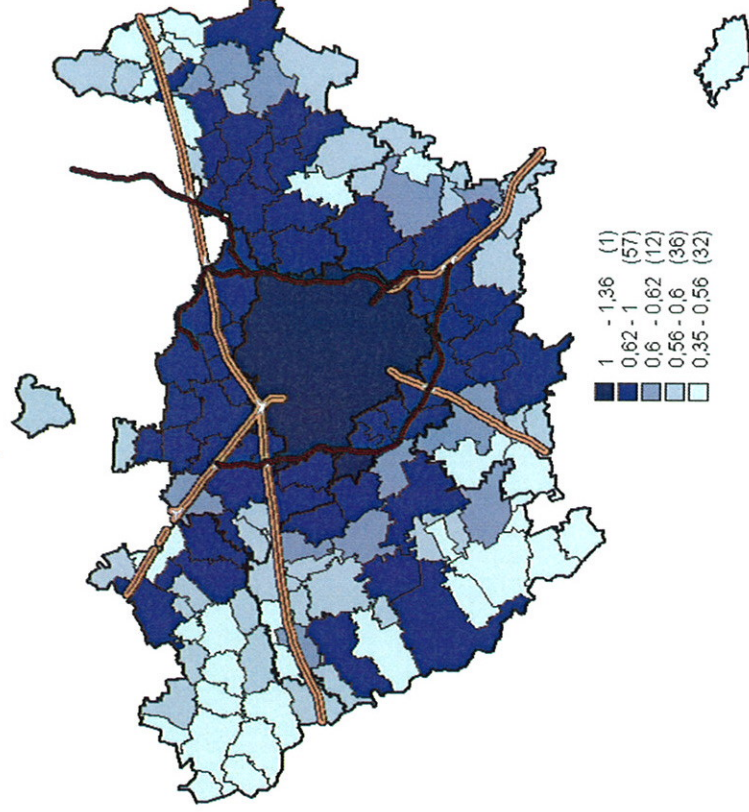 1 - 1,36 (1)
0,62 - 1 (57)
0,6 - 0,62 (12)
0,56 - 0,6 (36)
0,35 - 0,56 (32)